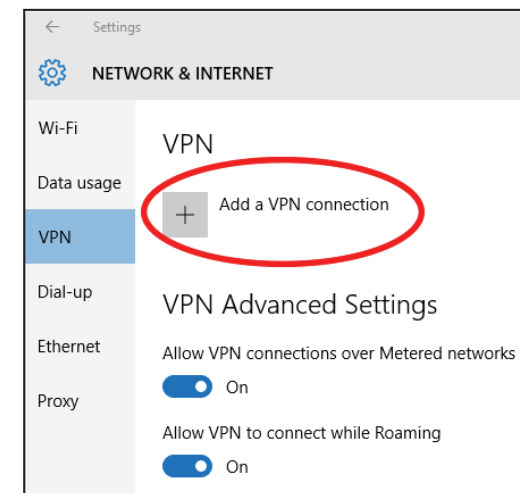 Settings
NETWORK & INTERNET
Wi-Fi
Data usage
VPN
Dial-up
Ethernet
Proxy
VPN
Add a VPN connection
VPN Advanced Settings
Allow VPN connections over Metered networks
On
Allow VPN to connect while Roaming
On